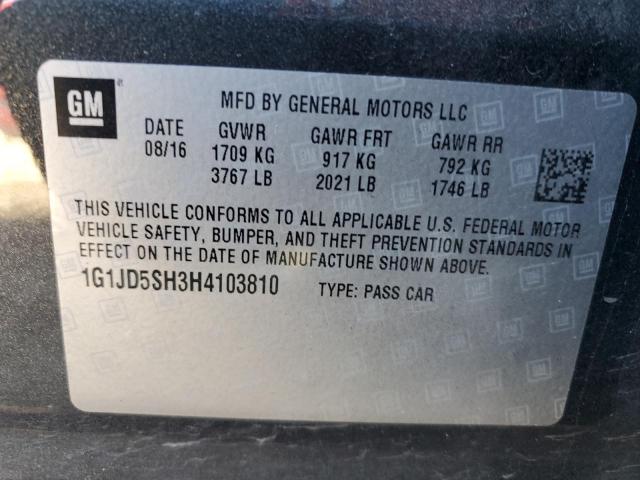 GM
MFD BY GENERAL MOTORS LLC
DATE GVWR GAWR FRT GAWR RR
08/16 1709 KG 917 KG 792 KG
3767 LB 2021 LB 1746 LB
THIS VEHICLE CONFORMS TO ALL APPLICABLE U.S. FEDERAL MOTOR
VEHICLE SAFETY, BUMPER, AND THEFT PREVENTION STANDARDS IN
EFFECT ON THE DATE OF MANUFACTURE SHOWN ABOVE.
1G1JD5SH3H4103810 TYPE: PASS CAR